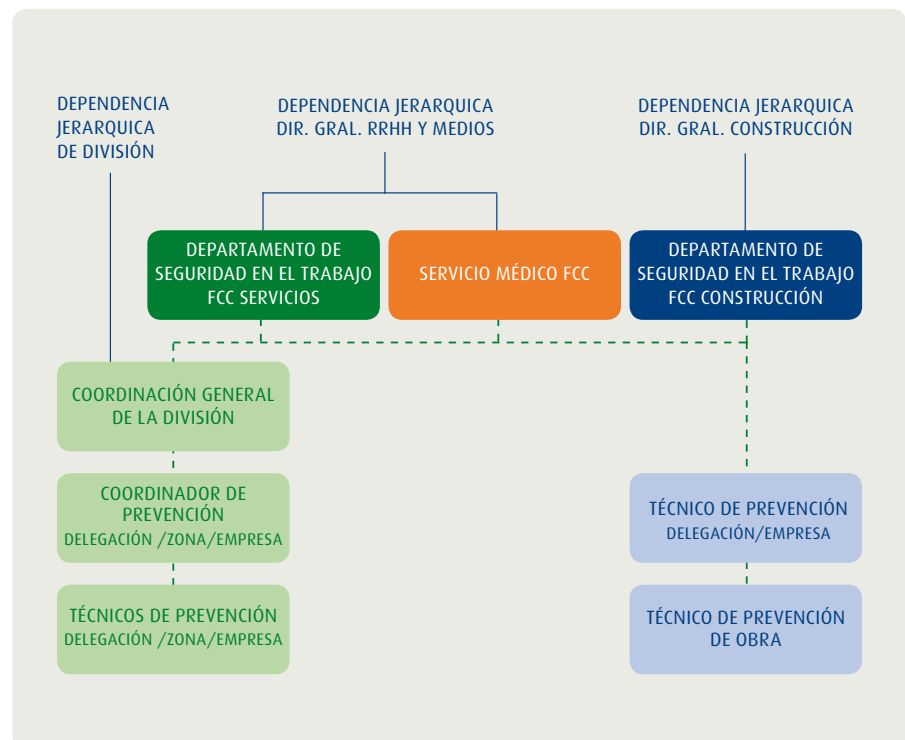 DEPENDENCIA
JERARQUICA
DE DIVISIÓN
DEPENDENCIA JERARQUICA
DIR. GRAL. RRHH Y MEDIOS
DEPENDENCIA JERARQUICA
DIR. GRAL. CONSTRUCCIÓN
DEPARTAMENTO DE
SEGURIDAD EN EL TRABAJO
FCC SERVICIOS
SERVICIO MÉDICO FCC
DEPARTAMENTO DE
SEGURIDAD EN EL TRABAJO
FCC CONSTRUCCIÓN
COORDINACIÓN GENERAL
DE LA DIVISIÓN
COORDINADOR DE
PREVENCIÓN
DELEGACIÓN /ZONA/EMPRESA
TÉCNICO DE PREVENCIÓN
DELEGACIÓN/EMPRESA
TÉCNICOS DE PREVENCIÓN
DELEGACIÓN /ZONA/EMPRESA
TÉCNICO DE PREVENCIÓN
DE OBRA